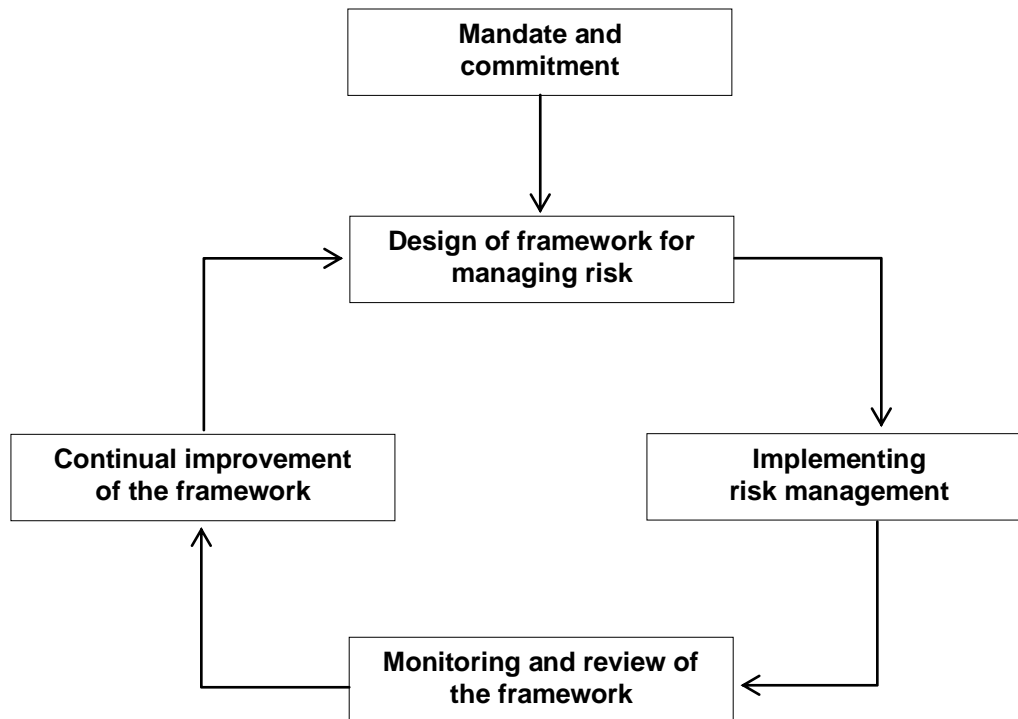 Mandate and
commitment
Design of framework for
managing risk
Continual improvement
of the framework
Implementing
risk management
Monitoring and review of
the framework